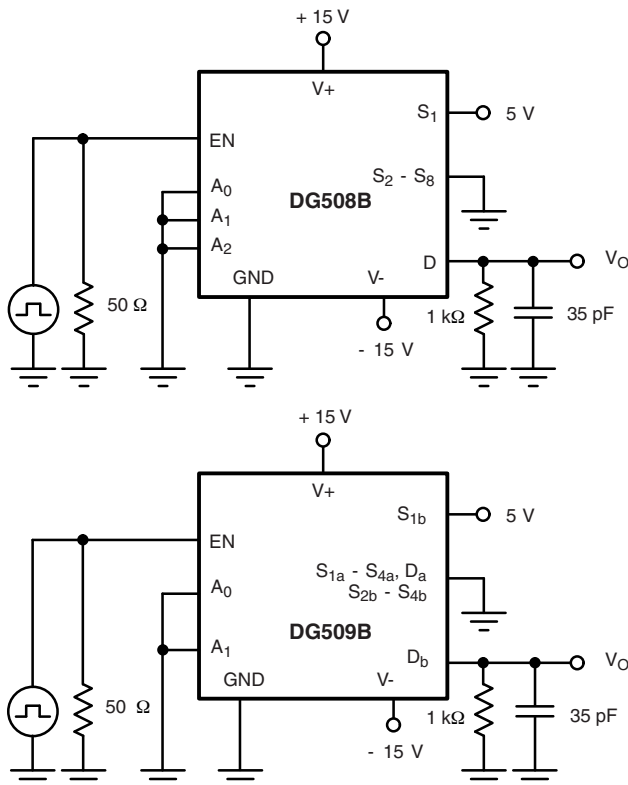 + 15 V
V+
S1 5 V
EN
S2 - S8
A0
DG508B
A1
A2
D VO
GND V-
50 Ω 1 kΩ 35 pF
- 15 V
+ 15 V
V+
S1b 5 V
EN
S1a - S4a, Da
A0
S2b - S4b
DG509B
A1
Db VO
GND V-
50 Ω 1 kΩ 35 pF
- 15 V